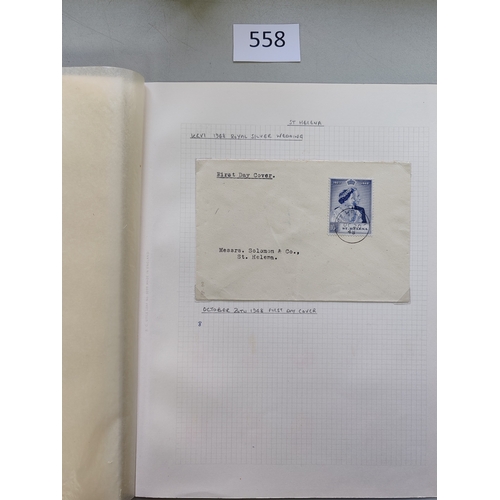 558
ST HELENA
1948 ROYAL SILVER WEDDING
First Day Cover.
ST. HELENA
Messrs. Solomon & Co.,
St. Helena.
OCTOBER 20TH 1948 FIRST DAY COVER